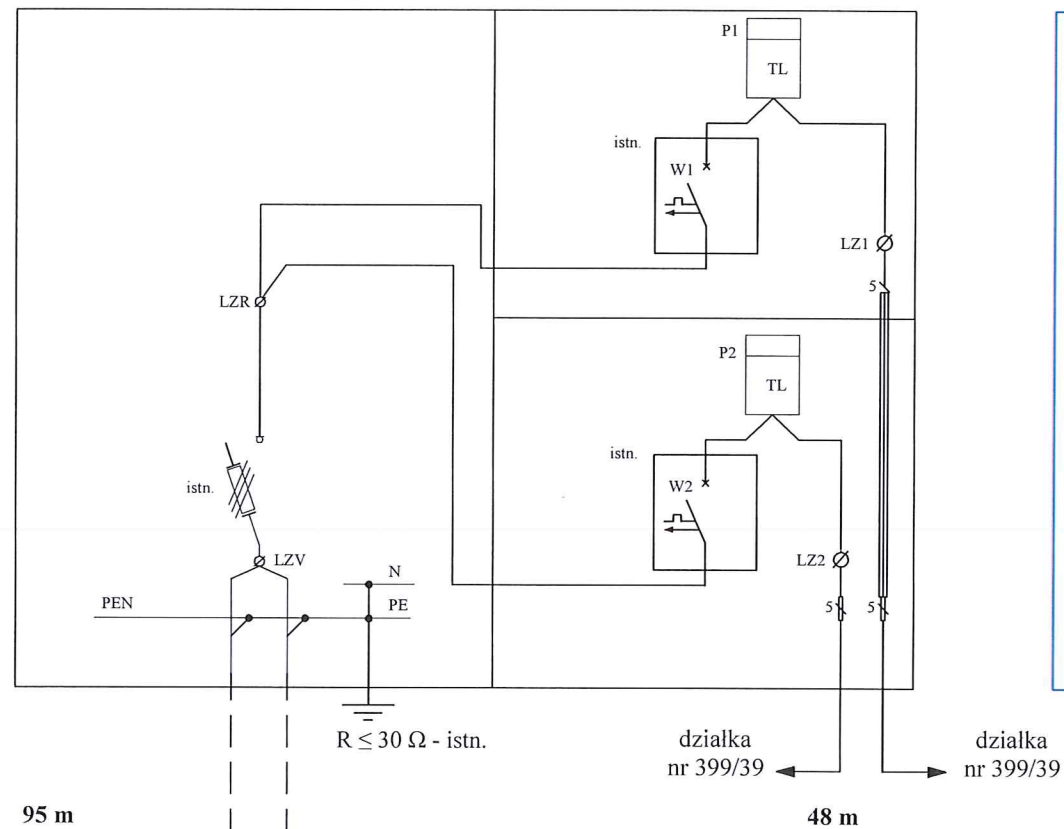 P1
TL
istn.
W1
LZ1
5
LZR
P2
TL
istn.
W2
istn.
LZ2
LZV
N
PEN
PE
5
5
R ≤ 30 Ω - istn.
działka
nr 399/39
działka
nr 399/39
95 m
48 m